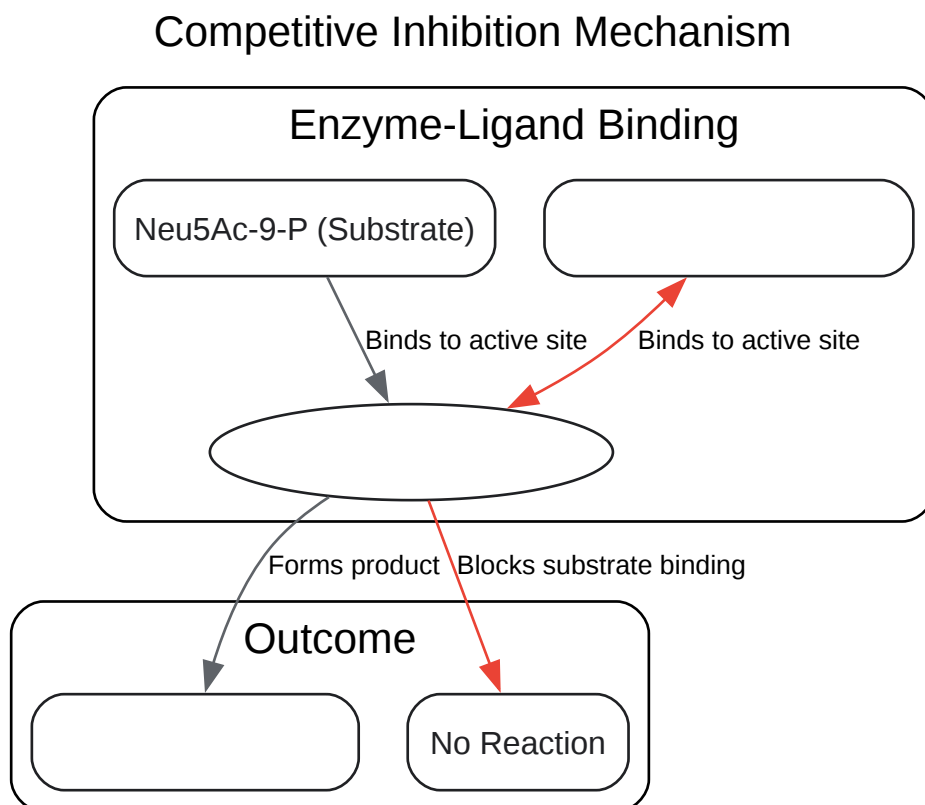 Competitive Inhibition Mechanism
Enzyme-Ligand Binding
Neu5Ac-9-P (Substrate)
Binds to active site
Binds to active site
Forms product
Blocks substrate binding
Outcome
No Reaction